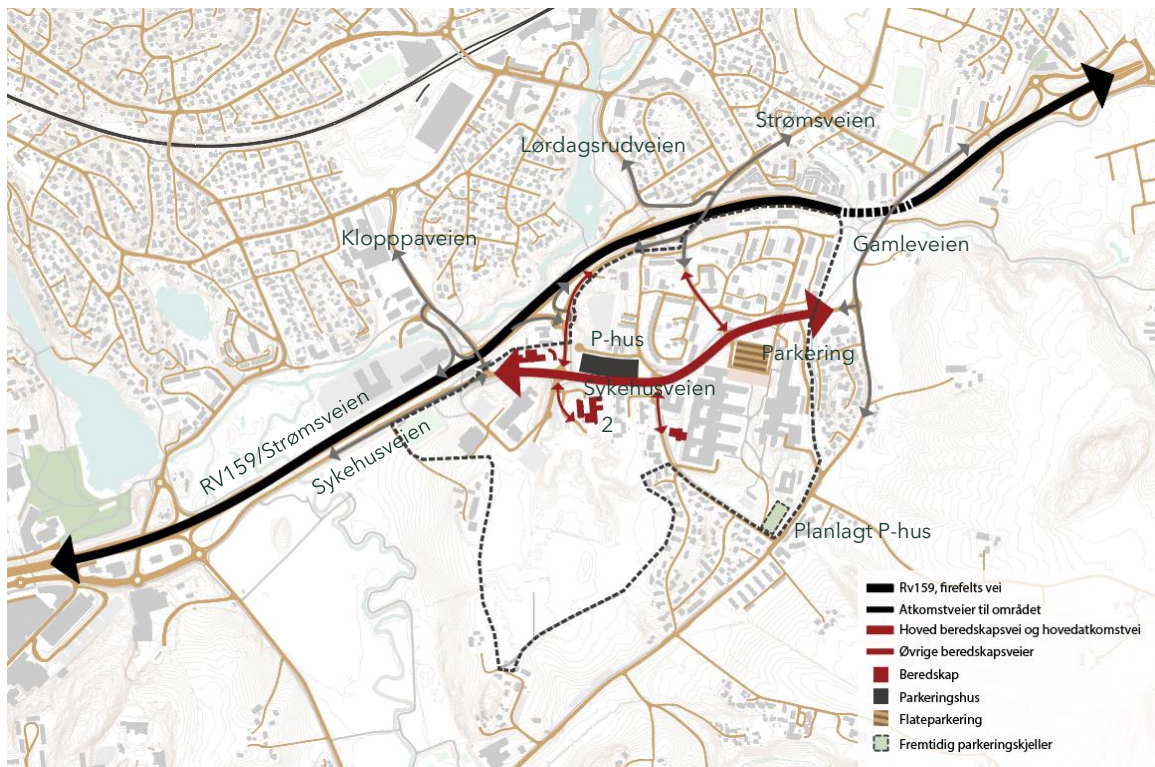 Strømsveien
Lørdagsrudveien
Klopppaveien
Gamleveien
P-hus
Parkering
Sykehusveien
2
RV159/Strømsveien
Sykehusveien
Planlagt P-hus
Rv159, firefelts vei
Atkomstveier til området
Hoved beredskapsvei og hovedatkomstvei
Øvrige beredskapsveier
Beredskap
Parkeringshus
Flateparkering
Fremtidig parkeringskjeller